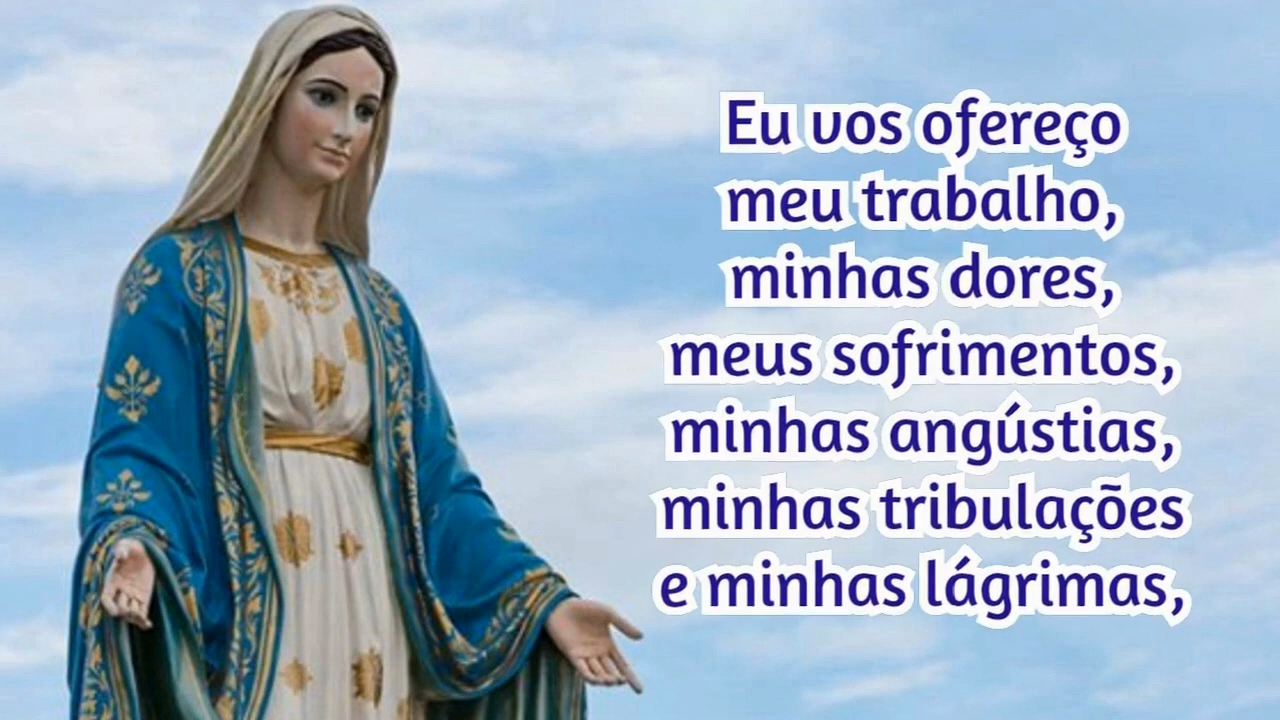 Eu vos ofereço
meu trabalho,
minhas dores,
meus sofrimentos,
minhas angústias,
minhas tribulações
e minhas lágrimas,